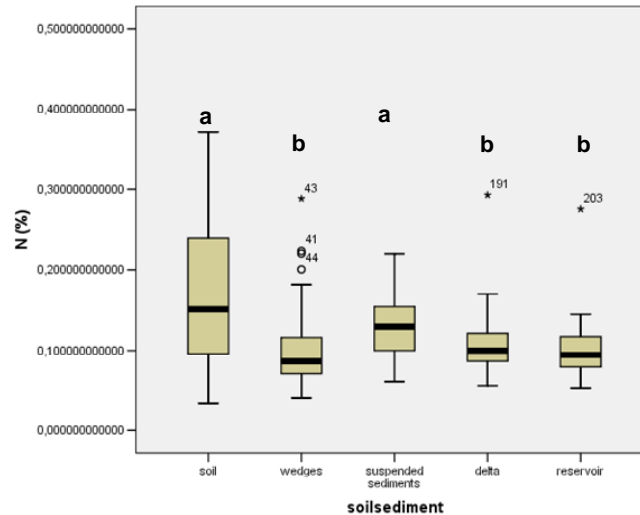 0,500000000000
0,400000000000
0,300000000000
0,200000000000
0,100000000000
0,000000000000
N (%)
a
b
a
b
b
43
41
44
191
203
soil
wedges
suspended
sediments
delta
reservoir
soilsediment